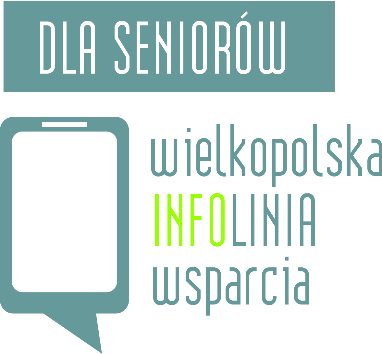 DLA SENIORÓW
wielkopolska
INFOLINIA
wsparcia